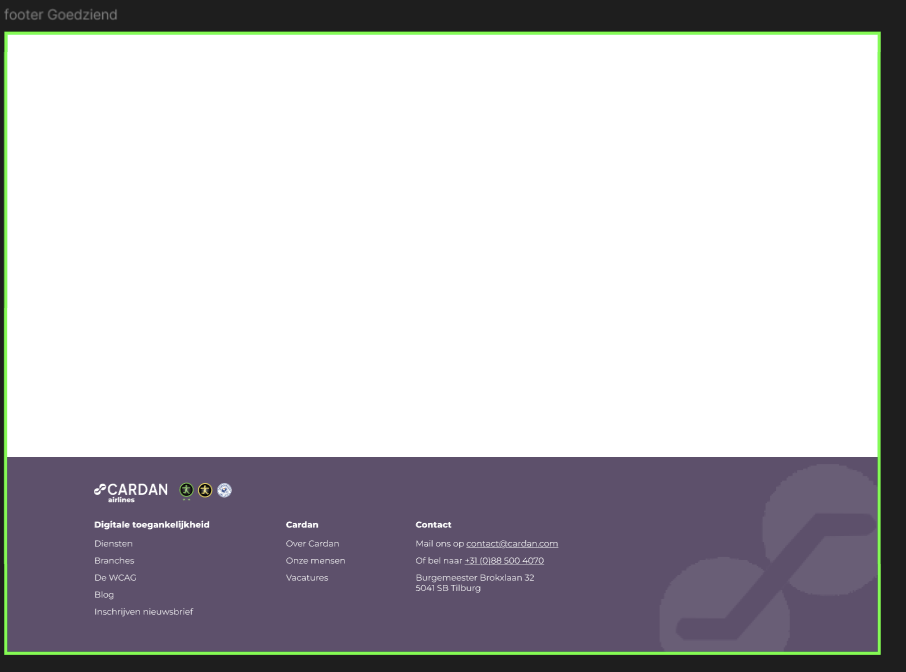 footer Goedziend
CARDAN
airlines
Digitale toegankelijkheid
Diensten
Branches
De WCAG
Blog
Inschrijven nieuwsbrief
Cardan
Over Cardan
Onze mensen
Vacatures
Contact
Mail ons op contact@cardan.com
Of bel naar +31 (0)88 500 4070
Burgemeester Brokxlaan 32
5041 SB Tilburg